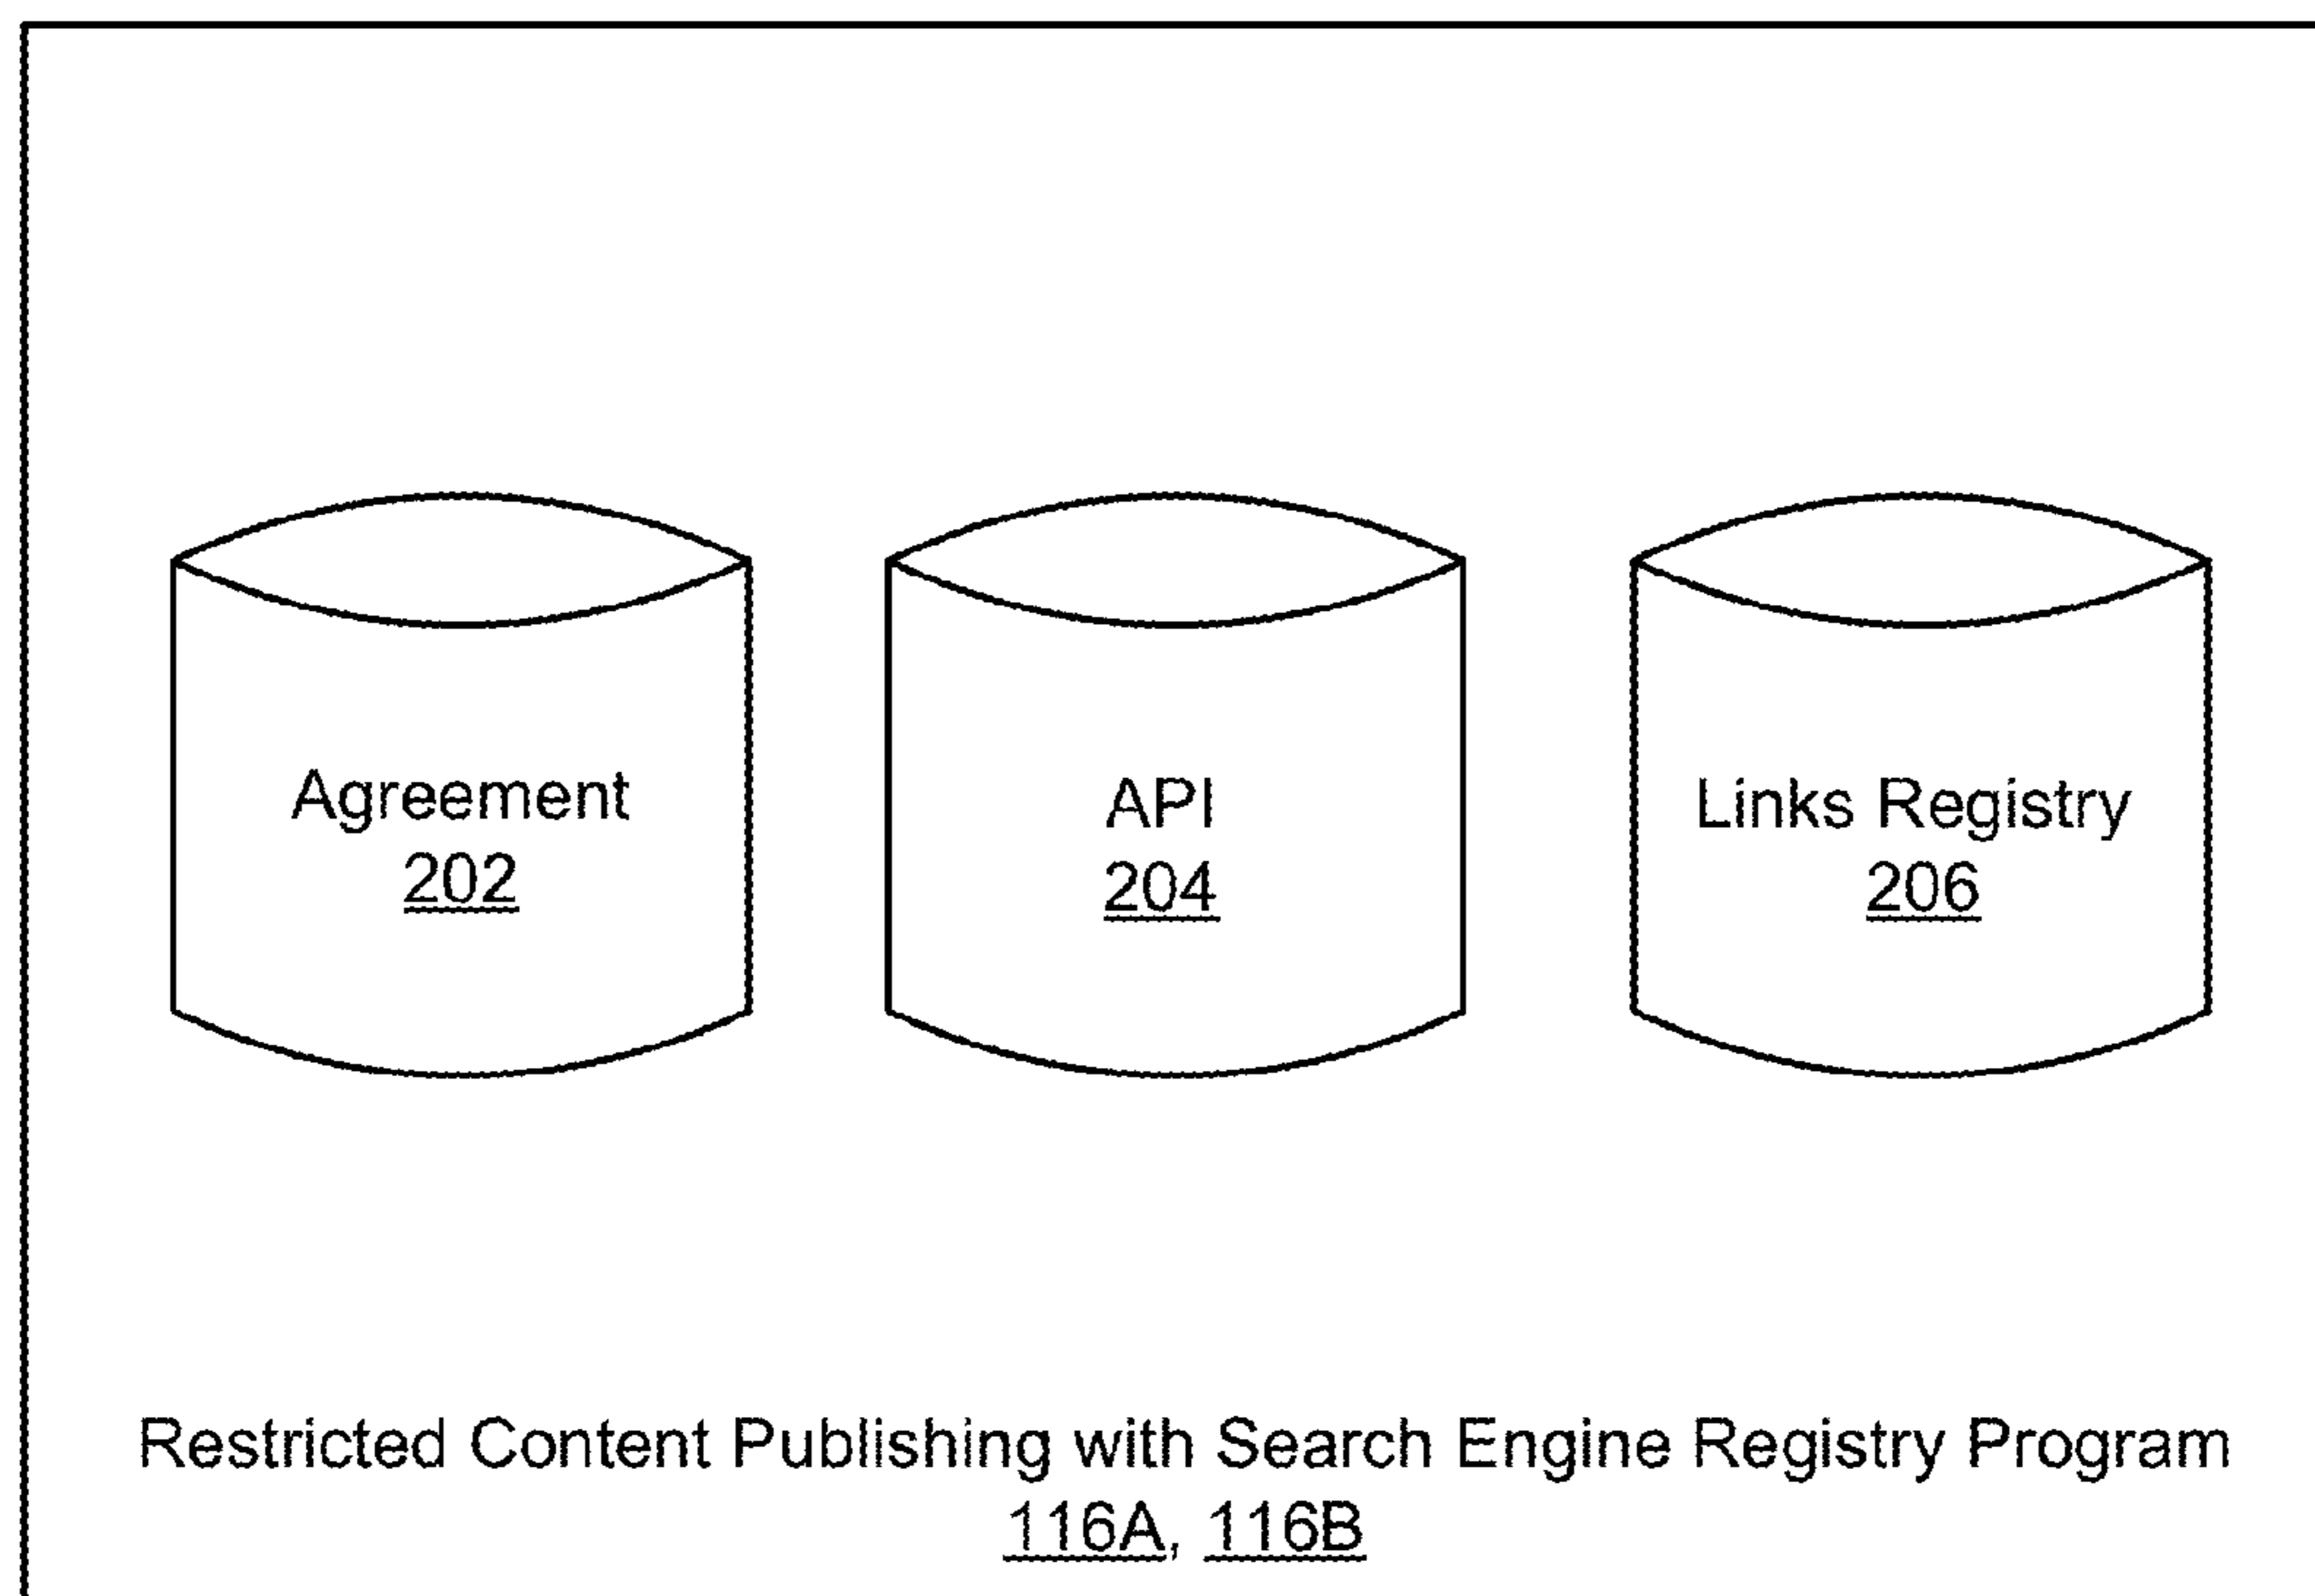 Agreement
202
API
204
Links Registry
206
Restricted Content Publishing with Search Engine Registry Program
116A, 116B